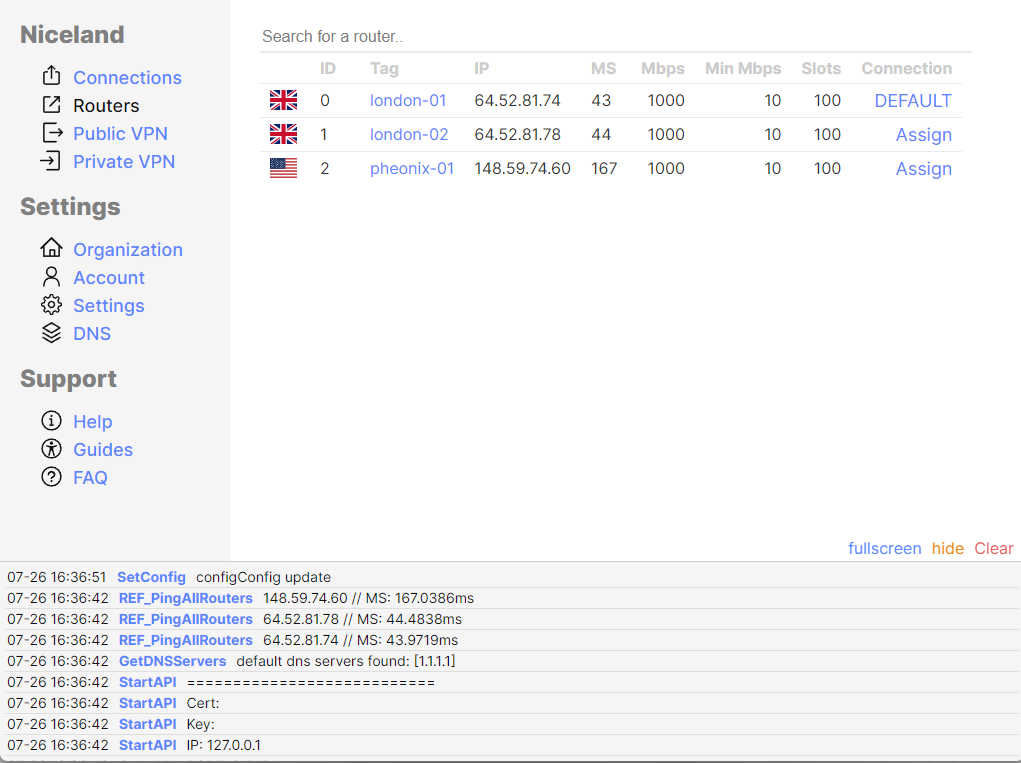 Niceland
Connections
Routers
Public VPN
Private VPN
Settings
Organization
Account
Settings
DNS
Support
Help
Guides
FAQ
Search for a router..
ID Tag IP MS Mbps Min Mbps Slots Connection
0 london-01 64.52.81.74 43 1000 10 100 DEFAULT
1 london-02 64.52.81.78 44 1000 10 100 Assign
2 pheonix-01 148.59.74.60 167 1000 10 100 Assign
fullscreen hide Clear
07-26 16:36:51 SetConfig configConfig update
07-26 16:36:42 REF_PingAllRouters 148.59.74.60 // MS: 167.0386ms
07-26 16:36:42 REF_PingAllRouters 64.52.81.78 // MS: 44.4838ms
07-26 16:36:42 REF_PingAllRouters 64.52.81.74 // MS: 43.9719ms
07-26 16:36:42 GetDNSServers default dns servers found: [1.1.1.1]
07-26 16:36:42 StartAPI ===========================
07-26 16:36:42 StartAPI Cert:
07-26 16:36:42 StartAPI Key:
07-26 16:36:42 StartAPI IP: 127.0.0.1